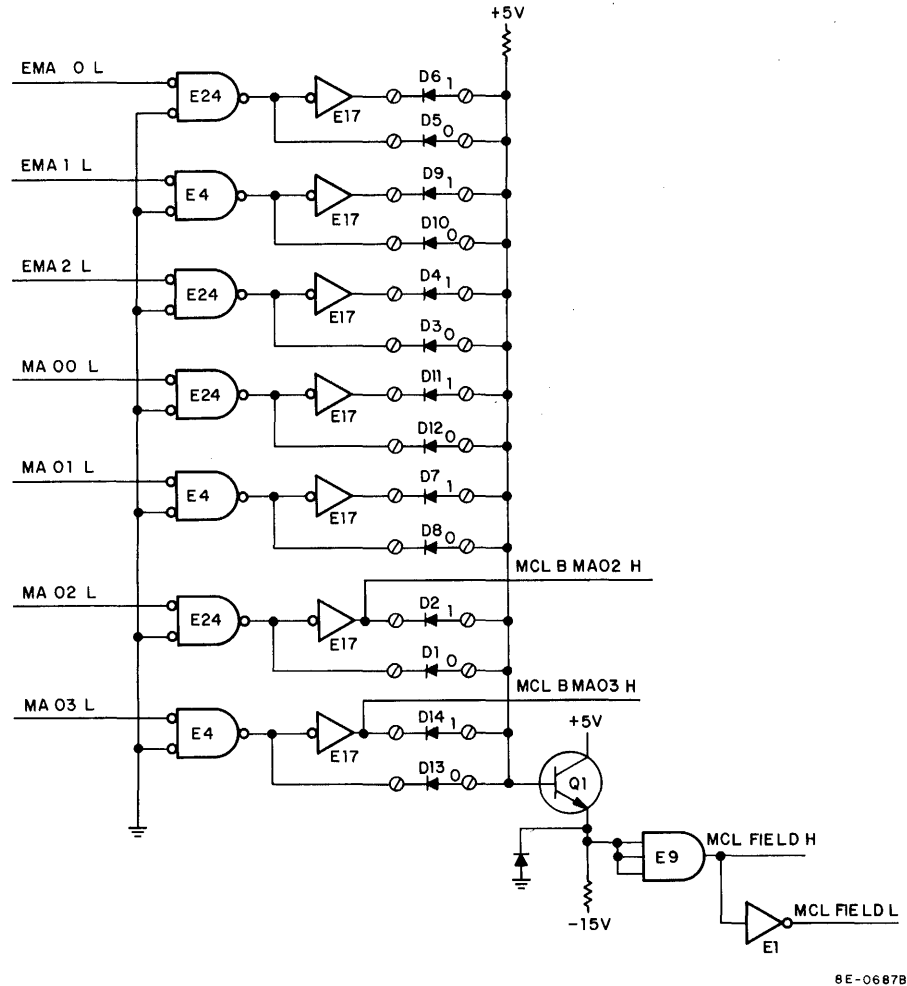 +5V
EMA 0 L
E24
E17
D6 1
D5 0
EMA 1 L
E4
E17
D9 1
D10 0
EMA 2 L
E24
E17
D4 1
D3 0
MA 00 L
E24
E17
D11 1
D12 0
MA 01 L
E4
E17
D7 1
D8 0
MCL B MA02 H
MA 02 L
E24
E17
D2 1
D1 0
MCL B MA03 H
MA 03 L
E4
E17
D14 1
D13 0
+5V
Q1
E9
MCL FIELD H
-15V
E1
MCL FIELD L
8E-0687B